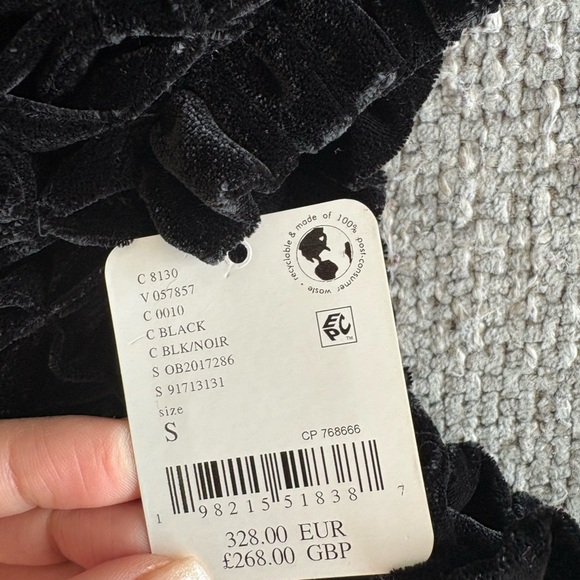 recyclable & made of 100% post-consumer waste -
C 8130
V 057857
C 0010
C BLACK
C BLK/NOIR
S OB2017286
S 91713131
size
S
EPC™
CP 768666
1 98215 51838 7
328.00 EUR
£268.00 GBP